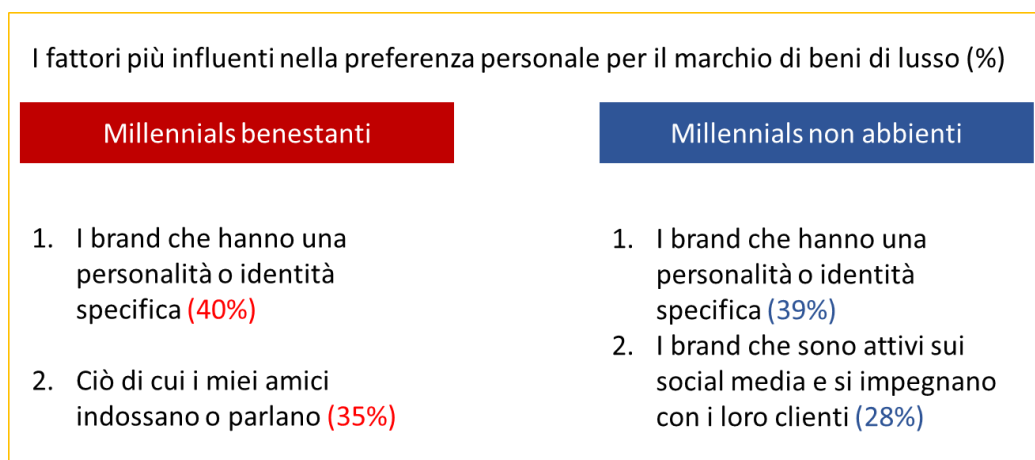 I fattori più influenti nella preferenza personale per il marchio di beni di lusso (%)
Millennials benestanti
1. I brand che hanno una
personalità o identità
specifica (40%)
2. Ciò di cui i miei amici
indossano o parlano (35%)
Millennials non abbienti
1. I brand che hanno una
personalità o identità
specifica (39%)
2. I brand che sono attivi sui
social media e si impegnano
con i loro clienti (28%)